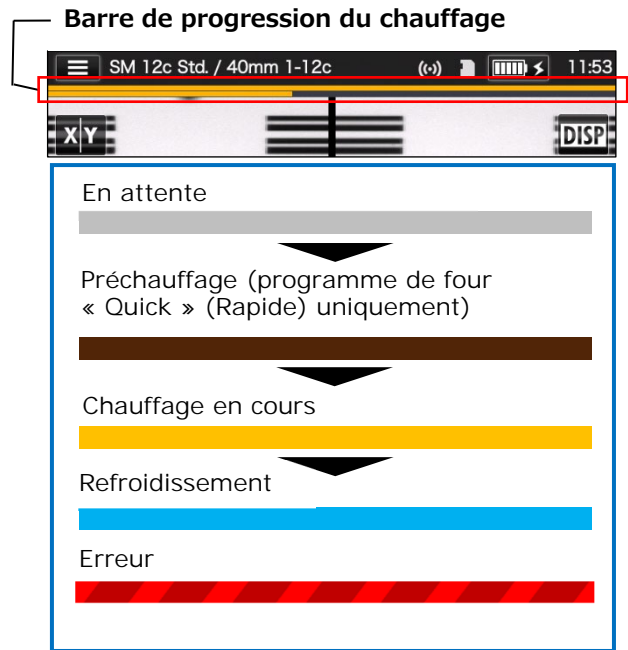 Barre de progression du chauffage
SM 12c Std. / 40mm 1-12c
11:53
X Y
DISP
En attente
Préchauffage (programme de four
« Quick » (Rapide) uniquement)
Chauffage en cours
Refroidissement
Erreur